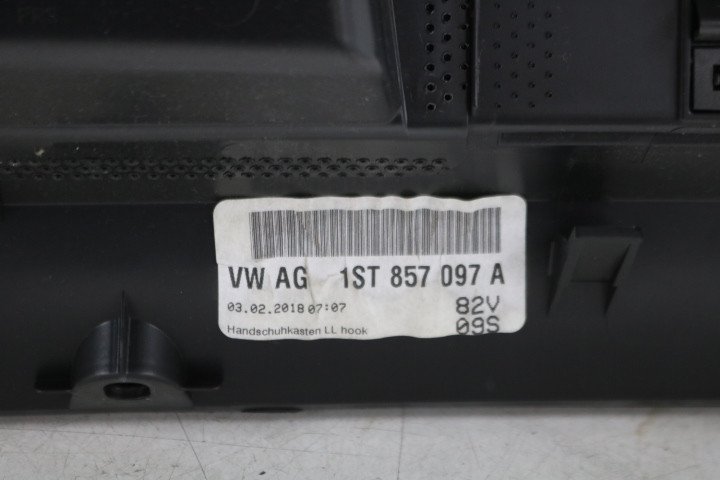 VW AG 1ST 857 097 A
03.02.2018 07:07 82V
Handschuhkasten LL hook 09S